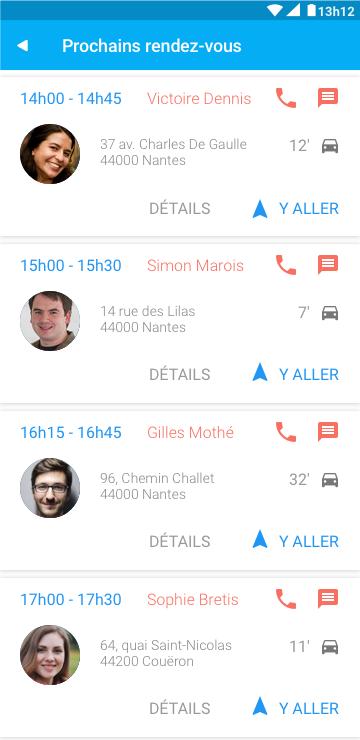 13h12
Prochains rendez-vous
14h00 - 14h45 Victoire Dennis
37 av. Charles De Gaulle 12'
44000 Nantes
DÉTAILS Y ALLER
15h00 - 15h30 Simon Marois
14 rue des Lilas 7'
44000 Nantes
DÉTAILS Y ALLER
16h15 - 16h45 Gilles Mothé
96, Chemin Challet 32'
44000 Nantes
DÉTAILS Y ALLER
17h00 - 17h30 Sophie Bretis
64, quai Saint-Nicolas 11'
44200 Couëron
DÉTAILS Y ALLER